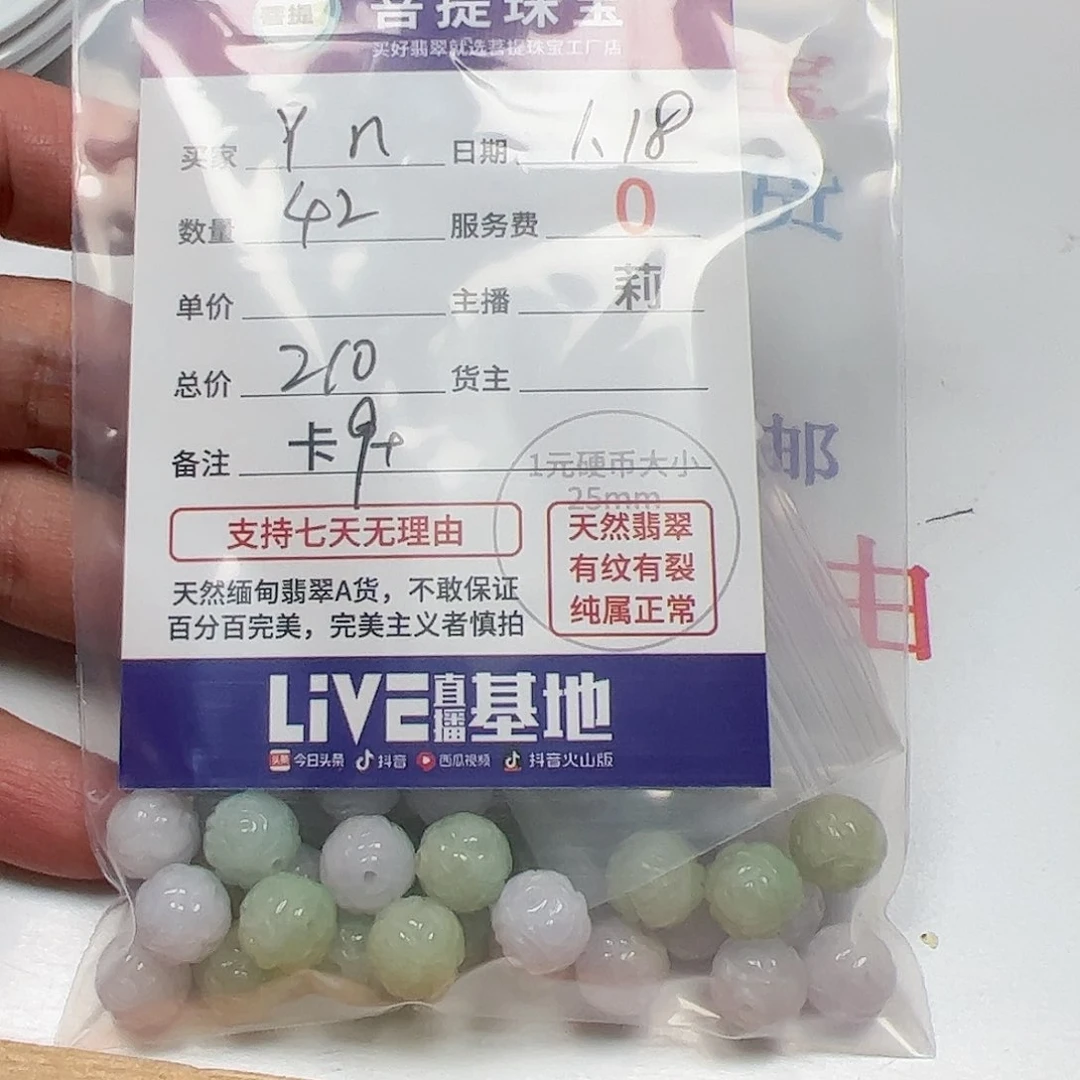 菩提
菩提珠宝
买好翡翠就选菩提珠宝工厂店
买家 Y n 日期 1.18
数量 42 服务费 0
单价 主播 莉
总价 210 货主
备注 卡9+
1元硬币大小
25mm
支持七天无理由
天然缅甸翡翠A货，不敢保证
百分百完美，完美主义者慎拍
天然翡翠
有纹有裂
纯属正常
LiVE直播基地
头条 今日头条 抖音 西瓜视频 抖音火山版
邮